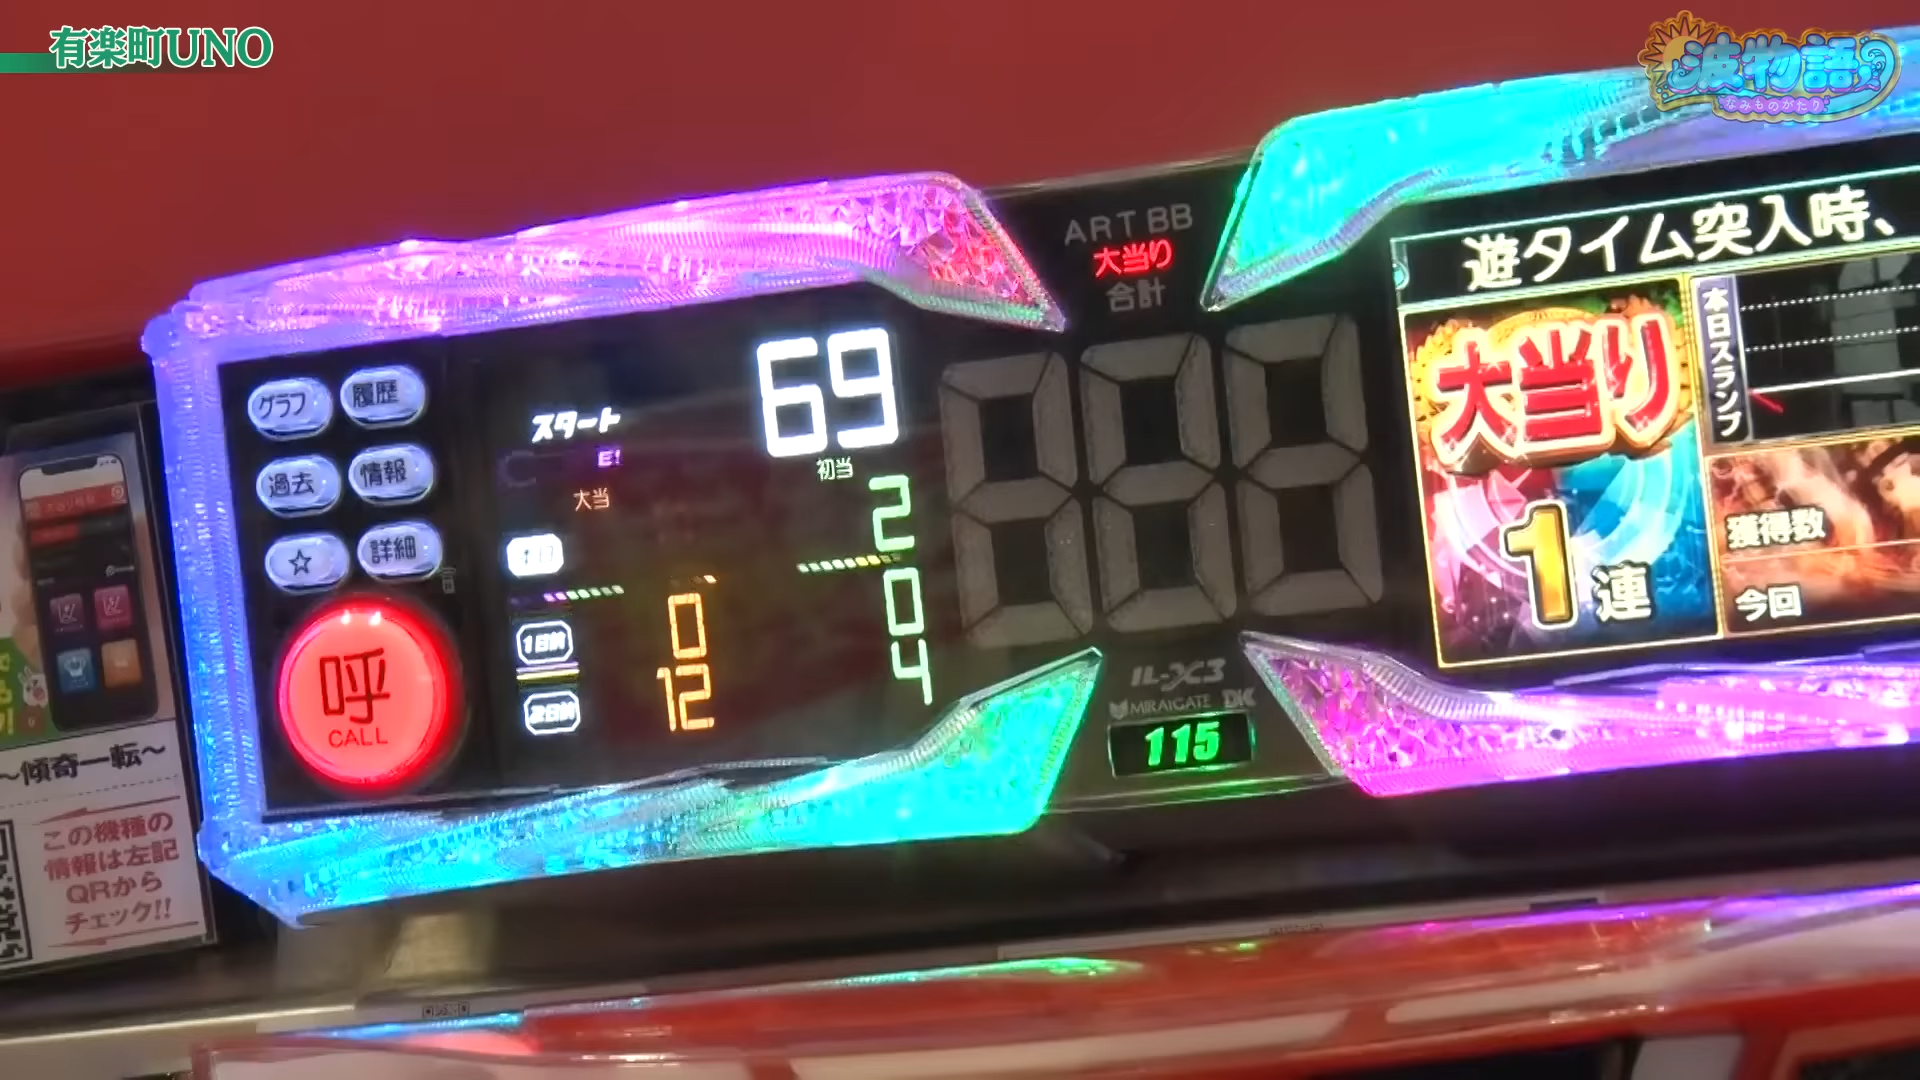 有楽町UNO
波物語
なみものがたり
ART BB
大当り
合計
遊タイム突入時、
グラフ
履歴
過去
情報
☆
詳細
呼
CALL
スタート
69
大当
初当
2
1日前
0
0
2日前
12
4
大当り
1連
本日スランプ
獲得数
今回
IL-X3
MIRAIGATE DK
115
～傾奇一転～
この機種の
情報は左記
QRから
チェック!!